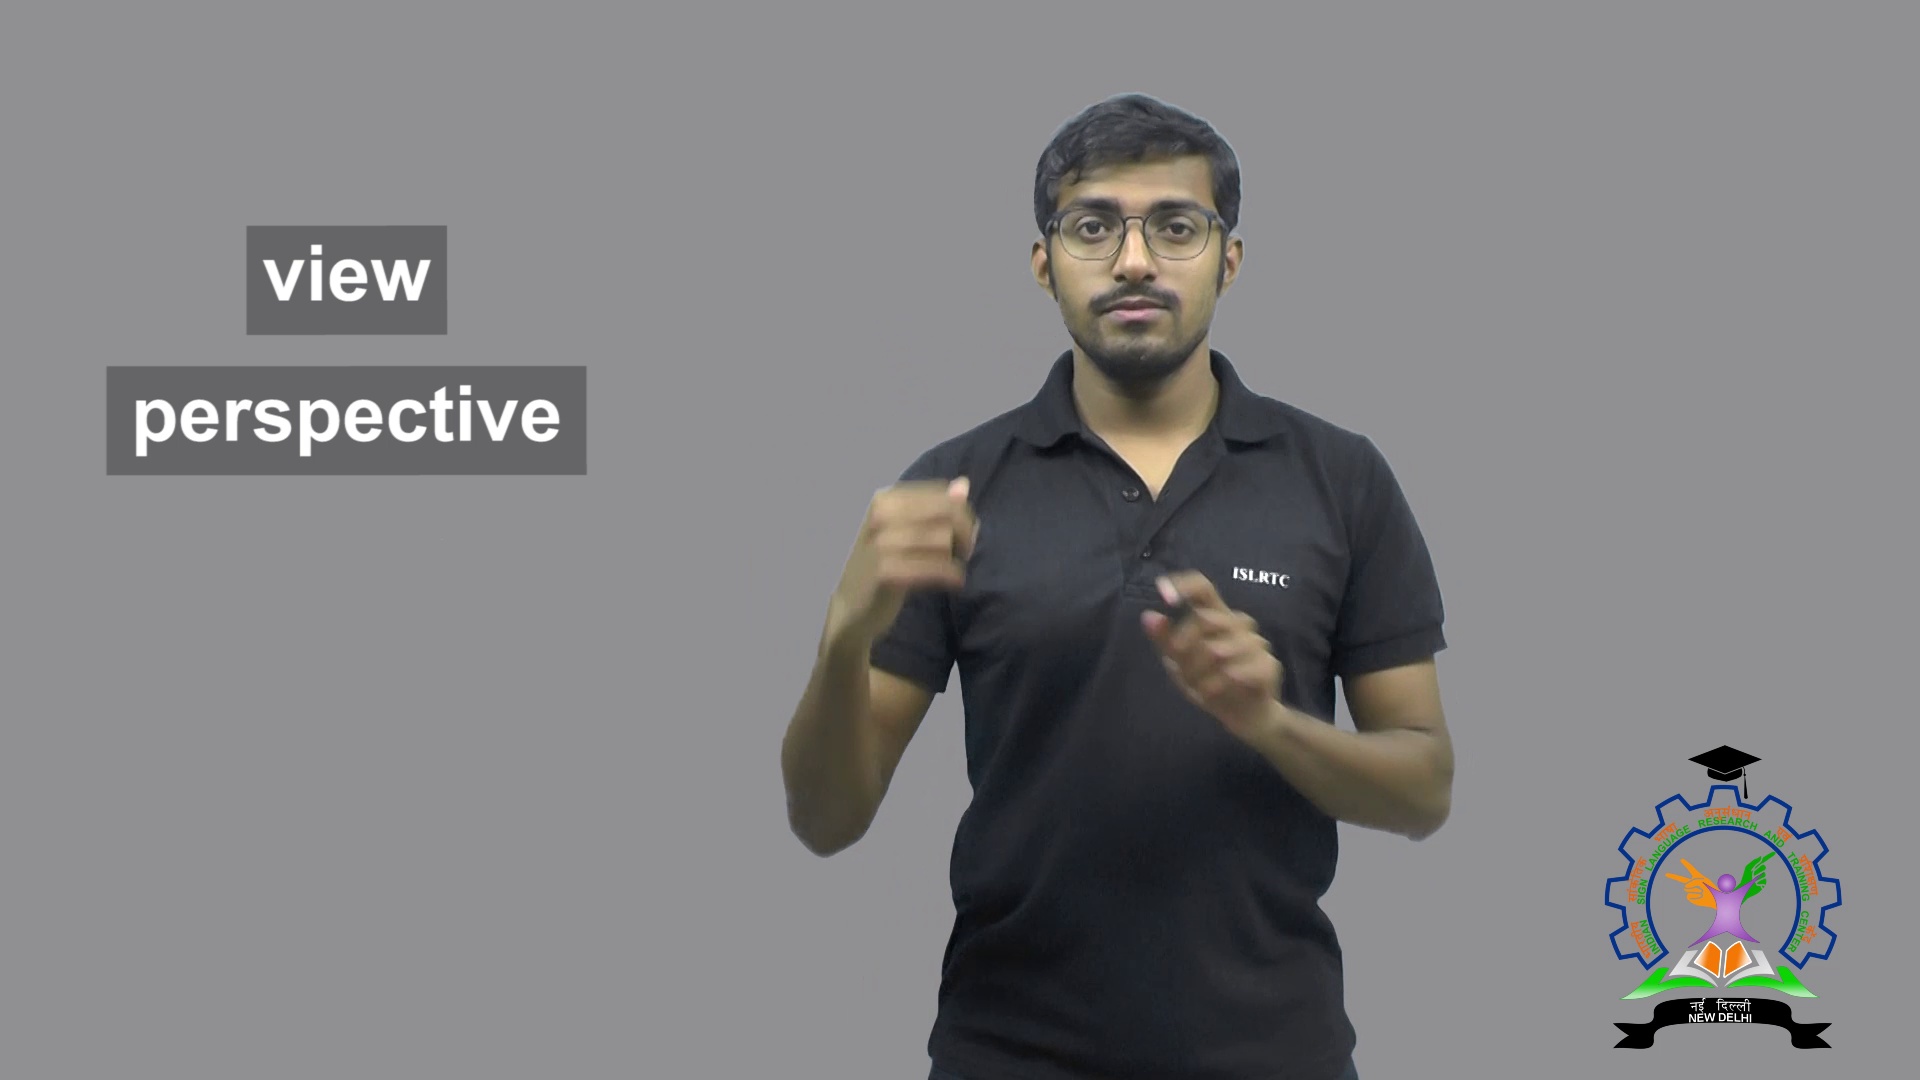 view
perspective
ISLRTC
INDIAN SIGN LANGUAGE RESEARCH AND TRAINING CENTER
नई दिल्ली
NEW DELHI